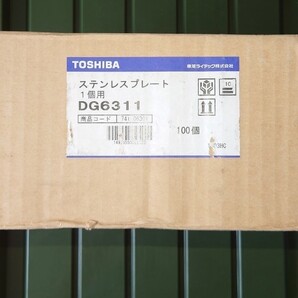 TOSHIBA
東芝ライテック株式会社
ステンレスプレート
1個用
DG6311
商品コード
100個